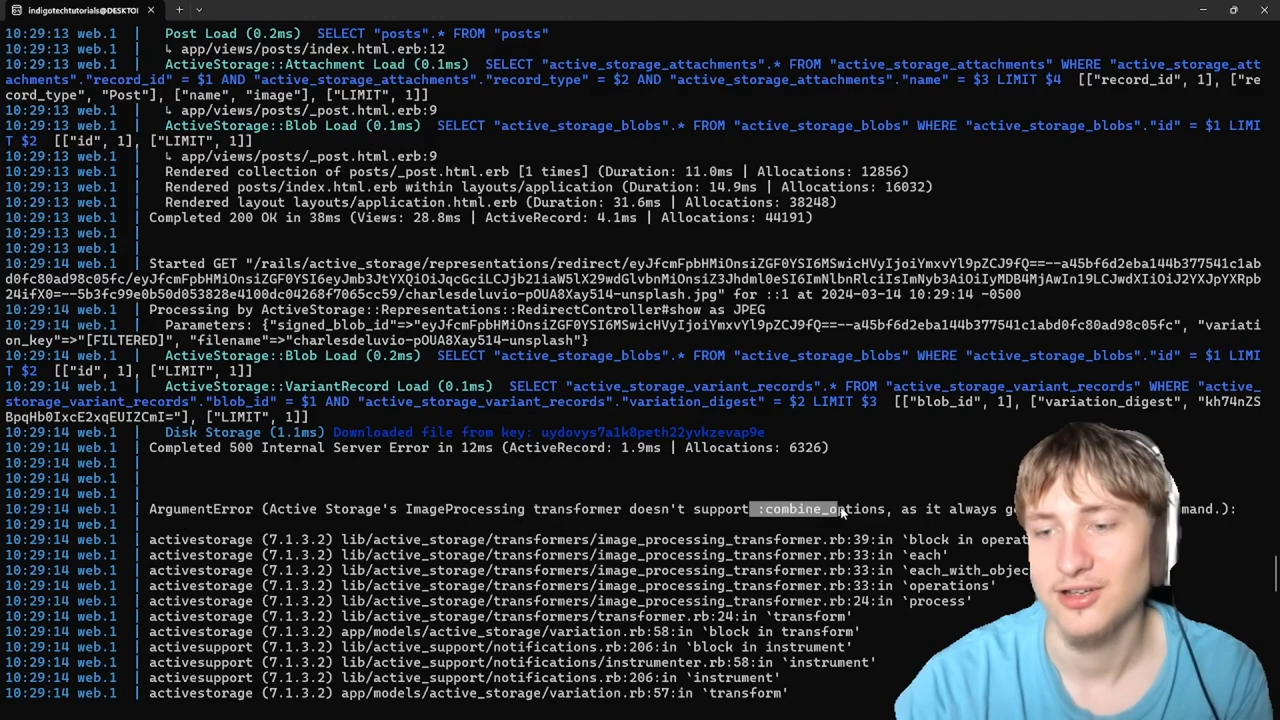 indigotechtutorials@DESKTO
10:29:13 web.1 | Post Load (0.2ms) SELECT "posts".* FROM "posts"
10:29:13 web.1 | ↳ app/views/posts/index.html.erb:12
10:29:13 web.1 | ActiveStorage::Attachment Load (0.1ms) SELECT "active_storage_attachments".* FROM "active_storage_attachments" WHERE "active_storage_att
achments"."record_id" = $1 AND "active_storage_attachments"."record_type" = $2 AND "active_storage_attachments"."name" = $3 LIMIT $4 [["record_id", 1], ["re
cord_type", "Post"], ["name", "image"], ["LIMIT", 1]]
10:29:13 web.1 | ↳ app/views/posts/_post.html.erb:9
10:29:13 web.1 | ActiveStorage::Blob Load (0.1ms) SELECT "active_storage_blobs".* FROM "active_storage_blobs" WHERE "active_storage_blobs"."id" = $1 LIMI
T $2 [["id", 1], ["LIMIT", 1]]
10:29:13 web.1 | ↳ app/views/posts/_post.html.erb:9
10:29:13 web.1 | Rendered collection of posts/_post.html.erb [1 times] (Duration: 11.0ms | Allocations: 12856)
10:29:13 web.1 | Rendered posts/index.html.erb within layouts/application (Duration: 14.9ms | Allocations: 16032)
10:29:13 web.1 | Rendered layout layouts/application.html.erb (Duration: 31.6ms | Allocations: 38248)
10:29:13 web.1 | Completed 200 OK in 38ms (Views: 28.8ms | ActiveRecord: 4.1ms | Allocations: 44191)
10:29:13 web.1 |
10:29:13 web.1 |
10:29:14 web.1 | Started GET "/rails/active_storage/representations/redirect/eyJfcmFpbHMiOnsiZGF0YSI6MSwicHVyIjoiYmxvYl9pZCJ9fQ==--a45bf6d2eba144b377541c1ab
d0fc80ad98c05fc/eyJfcmFpbHMiOnsiZGF0YSI6eyJmb3JtYXQiOiJqcGciLCJjb21iaW5lX29wdGlvbnMiOnsiZ3Jhdml0eSI6ImNlbnRlciIsImNyb3AiOiIyMDB4MjAwIn19LCJwdXIiOiJ2YXJpYXRpb
24ifX0=--5b3fc99e0b50d053828e4100dc04268f7065cc59/charlesdeluvio-pOUA8Xay514-unsplash.jpg" for ::1 at 2024-03-14 10:29:14 -0500
10:29:14 web.1 | Processing by ActiveStorage::Representations::RedirectController#show as JPEG
10:29:14 web.1 | Parameters: {"signed_blob_id"=>"eyJfcmFpbHMiOnsiZGF0YSI6MSwicHVyIjoiYmxvYl9pZCJ9fQ==--a45bf6d2eba144b377541c1abd0fc80ad98c05fc", "variati
on_key"=>"[FILTERED]", "filename"=>"charlesdeluvio-pOUA8Xay514-unsplash"}
10:29:14 web.1 | ActiveStorage::Blob Load (0.2ms) SELECT "active_storage_blobs".* FROM "active_storage_blobs" WHERE "active_storage_blobs"."id" = $1 LIMI
T $2 [["id", 1], ["LIMIT", 1]]
10:29:14 web.1 | ActiveStorage::VariantRecord Load (0.1ms) SELECT "active_storage_variant_records".* FROM "active_storage_variant_records" WHERE "active_
storage_variant_records"."blob_id" = $1 AND "active_storage_variant_records"."variation_digest" = $2 LIMIT $3 [["blob_id", 1], ["variation_digest", "kh74nZS
BpqHb0IxcE2xqEUIZCmI="], ["LIMIT", 1]]
10:29:14 web.1 | Disk Storage (1.1ms) Downloaded file from key: uydovys7a1k8peth22yvkzevap9e
10:29:14 web.1 | Completed 500 Internal Server Error in 12ms (ActiveRecord: 1.9ms | Allocations: 6326)
10:29:14 web.1 |
10:29:14 web.1 |
10:29:14 web.1 |
10:29:14 web.1 | ArgumentError (Active Storage's ImageProcessing transformer doesn't support :combine_options, as it always mand.):
10:29:14 web.1 |
10:29:14 web.1 | activestorage (7.1.3.2) lib/active_storage/transformers/image_processing_transformer.rb:39:in `block in
10:29:14 web.1 | activestorage (7.1.3.2) lib/active_storage/transformers/image_processing_transformer.rb:33:in `each'
10:29:14 web.1 | activestorage (7.1.3.2) lib/active_storage/transformers/image_processing_transformer.rb:33:in
10:29:14 web.1 | activestorage (7.1.3.2) lib/active_storage/transformers/image_processing_transformer.rb:33:in `operations'
10:29:14 web.1 | activestorage (7.1.3.2) lib/active_storage/transformers/image_processing_transformer.rb:24:in `process'
10:29:14 web.1 | activestorage (7.1.3.2) lib/active_storage/transformers/transformer.rb:24:in `transform'
10:29:14 web.1 | activestorage (7.1.3.2) app/models/active_storage/variation.rb:58:in `block in transform'
10:29:14 web.1 | activesupport (7.1.3.2) lib/active_support/notifications.rb:206:in `block in instrument'
10:29:14 web.1 | activesupport (7.1.3.2) lib/active_support/notifications/instrumenter.rb:58:in `instrument'
10:29:14 web.1 | activesupport (7.1.3.2) lib/active_support/notifications.rb:206:in `instrument'
10:29:14 web.1 | activestorage (7.1.3.2) app/models/active_storage/variation.rb:57:in `transform'